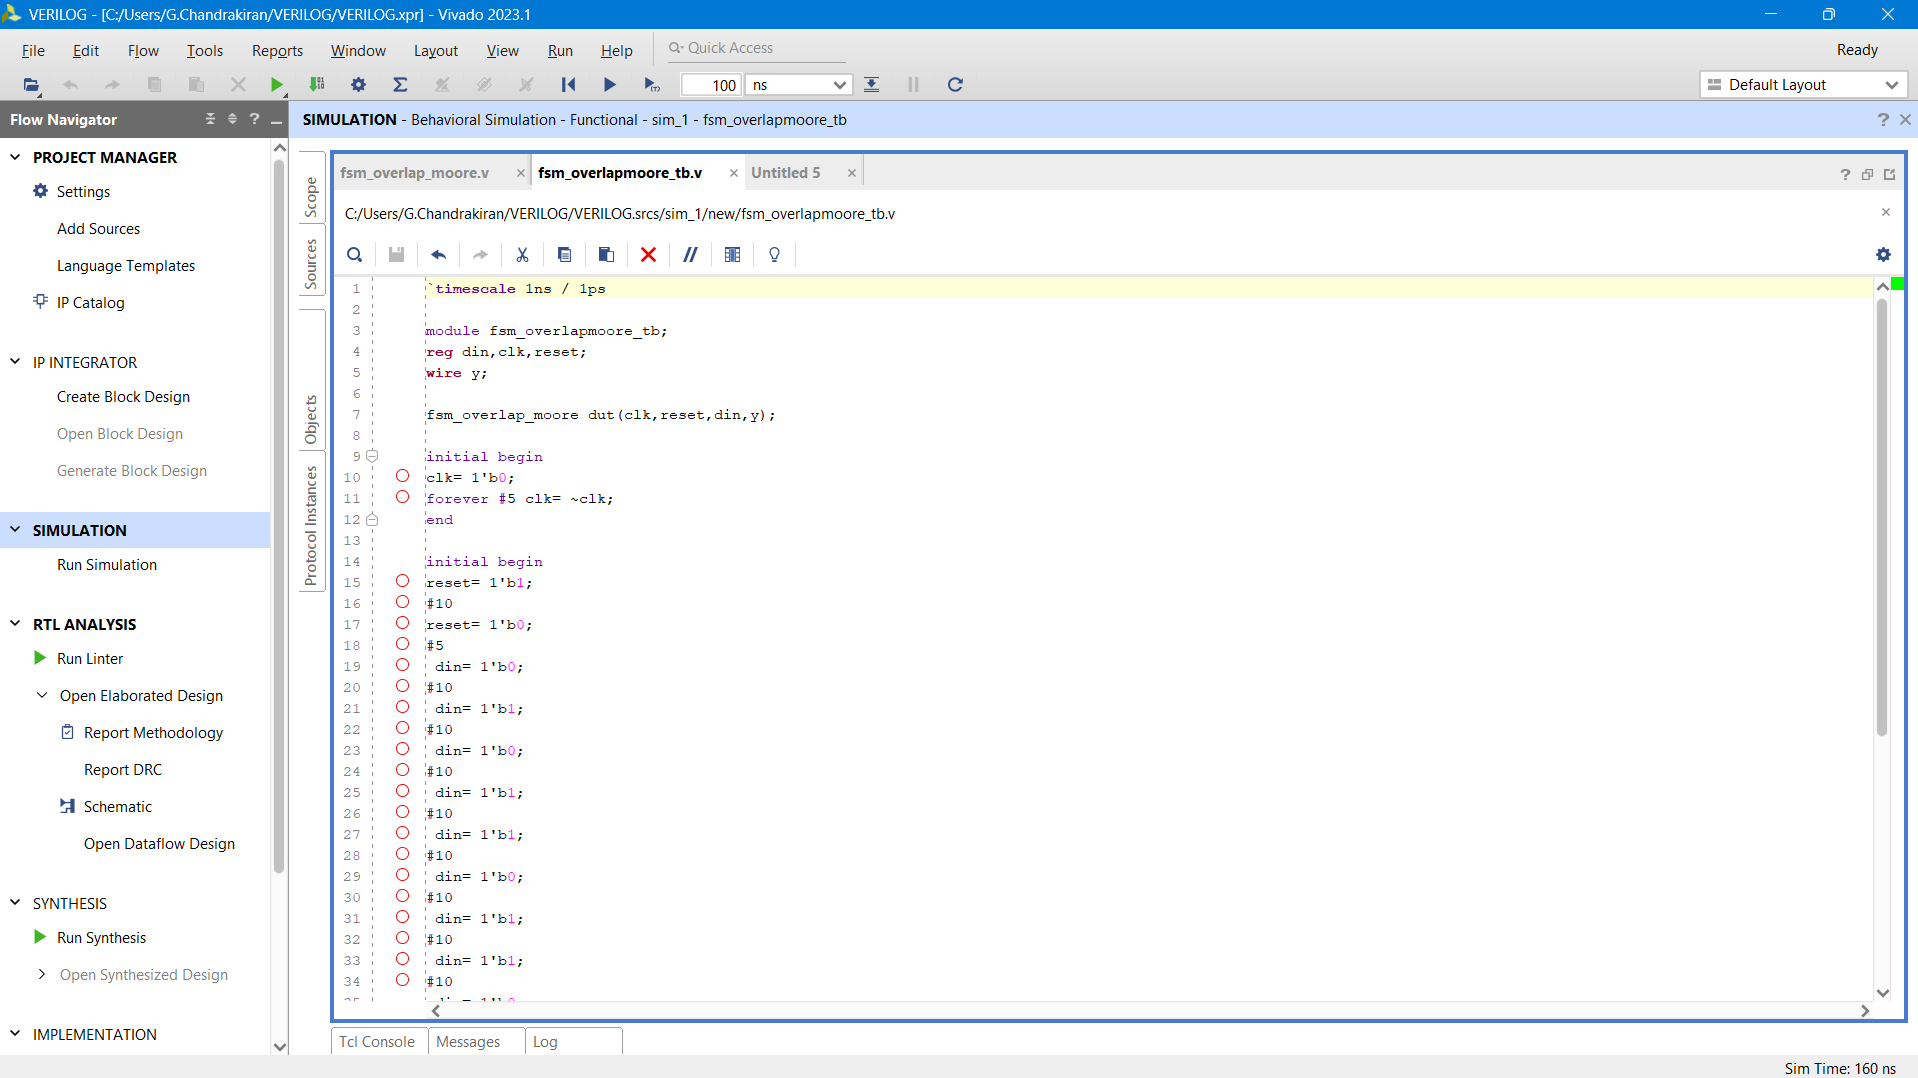 VERILOG - [C:/Users/G.Chandrakiran/VERILOG/VERILOG.xpr] - Vivado 2023.1
File Edit Flow Tools Reports Window Layout View Run Help Quick Access Ready
100 ns Default Layout
Flow Navigator
SIMULATION - Behavioral Simulation - Functional - sim_1 - fsm_overlapmoore_tb
PROJECT MANAGER
Settings
Add Sources
Language Templates
IP Catalog
IP INTEGRATOR
Create Block Design
Open Block Design
Generate Block Design
SIMULATION
Run Simulation
RTL ANALYSIS
Run Linter
Open Elaborated Design
Report Methodology
Report DRC
Schematic
Open Dataflow Design
SYNTHESIS
Run Synthesis
Open Synthesized Design
IMPLEMENTATION
Scope
Sources
Objects
Protocol Instances
fsm_overlap_moore.v fsm_overlapmoore_tb.v Untitled 5
C:/Users/G.Chandrakiran/VERILOG/VERILOG.srcs/sim_1/new/fsm_overlapmoore_tb.v
1 `timescale 1ns / 1ps
2
3 module fsm_overlapmoore_tb;
4 reg din,clk,reset;
5 wire y;
6
7 fsm_overlap_moore dut(clk,reset,din,y);
8
9 initial begin
10 clk= 1'b0;
11 forever #5 clk= ~clk;
12 end
13
14 initial begin
15 reset= 1'b1;
16 #10
17 reset= 1'b0;
18 #5
19 din= 1'b0;
20 #10
21 din= 1'b1;
22 #10
23 din= 1'b0;
24 #10
25 din= 1'b1;
26 #10
27 din= 1'b1;
28 #10
29 din= 1'b0;
30 #10
31 din= 1'b1;
32 #10
33 din= 1'b1;
34 #10
Tcl Console Messages Log
Sim Time: 160 ns